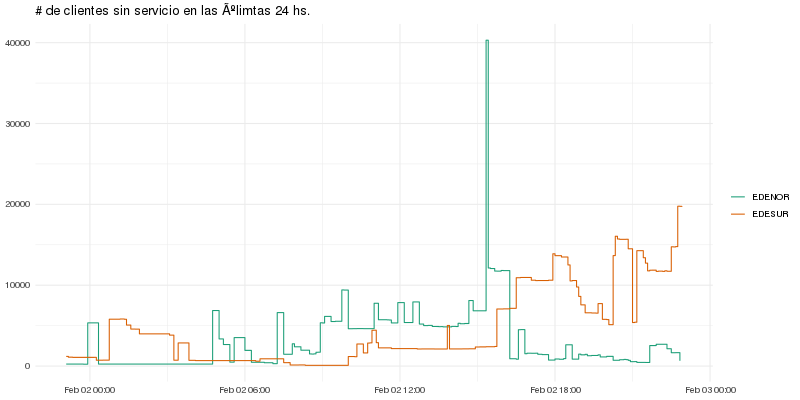 # de clientes sin servicio en las Ãºlimtas 24 hs.
40000
30000
20000
10000
0
Feb 02 00:00
Feb 02 06:00
Feb 02 12:00
Feb 02 18:00
Feb 03 00:00
EDENOR
EDESUR